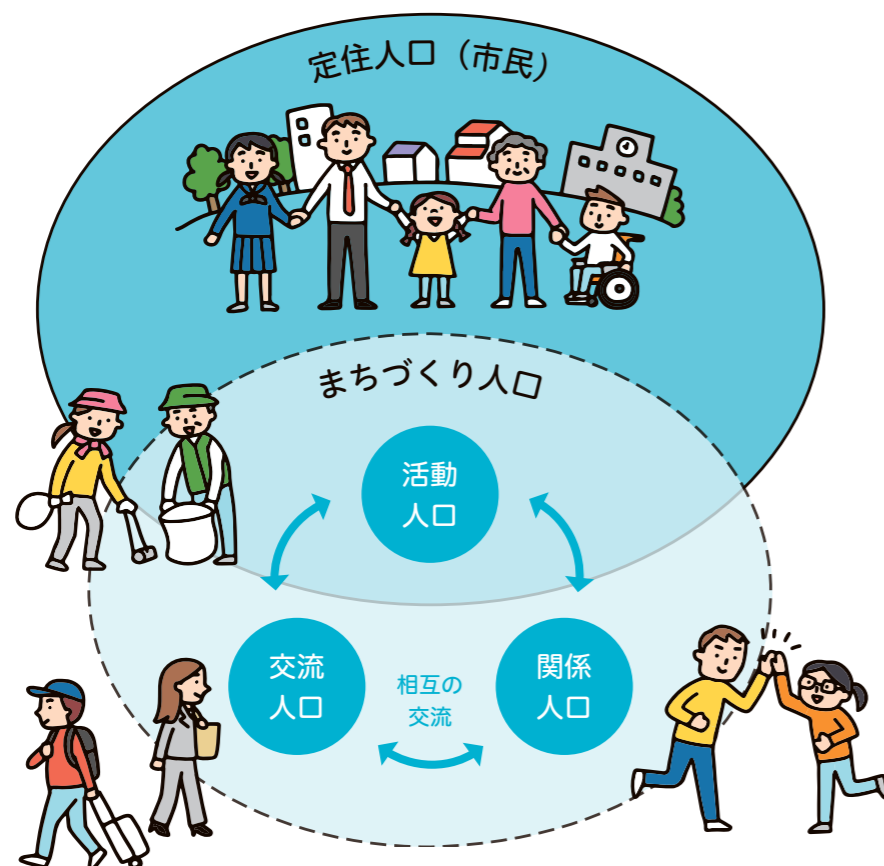 定住人口（市民）
まちづくり人口
活動
人口
交流
人口
相互の
交流
関係
人口